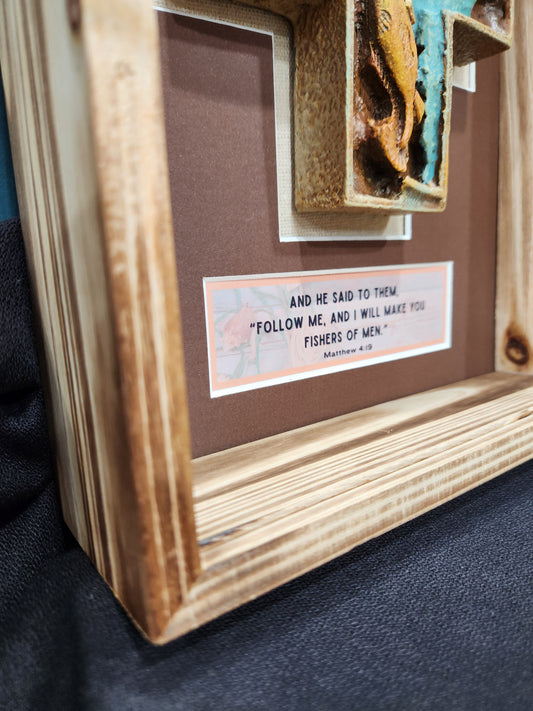 AND HE SAID TO THEM,
"FOLLOW ME, AND I WILL MAKE YOU
FISHERS OF MEN."
Matthew 4:19